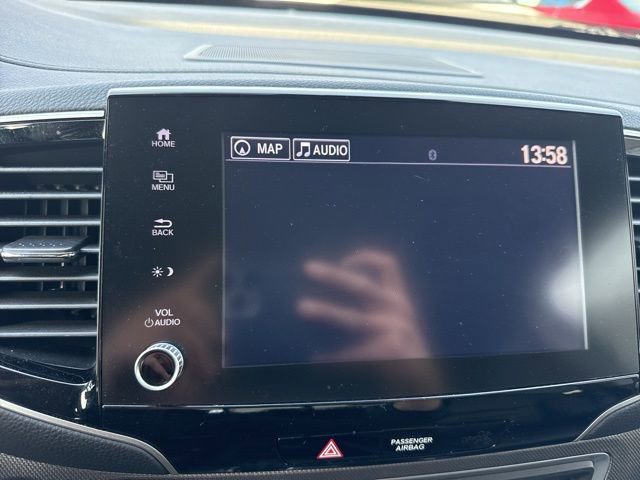 HOME
MAP AUDIO 13:58
MENU
BACK
VOL
AUDIO
PASSENGER
AIRBAG